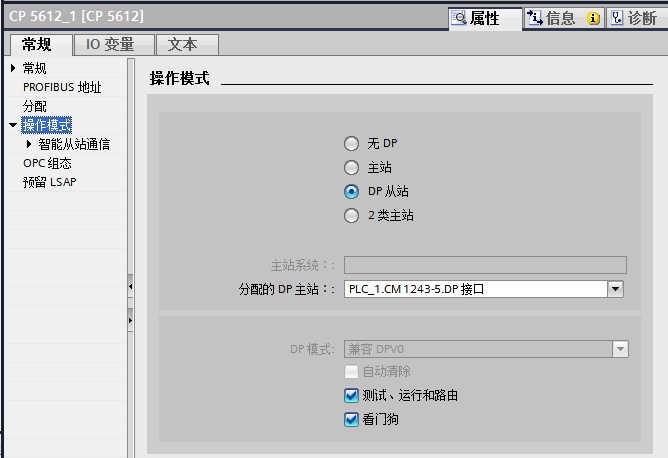 CP 5612_1 [CP 5612]
属性 信息 诊断
常规 IO 变量 文本
常规
PROFIBUS 地址
分配
操作模式
智能从站通信
OPC 组态
预留 LSAP
操作模式
无 DP
主站
DP 从站
2 类主站
主站系统：:
分配的 DP 主站：: PLC_1.CM 1243-5.DP 接口
DP 模式: 兼容 DPV0
自动清除
测试、运行和路由
看门狗